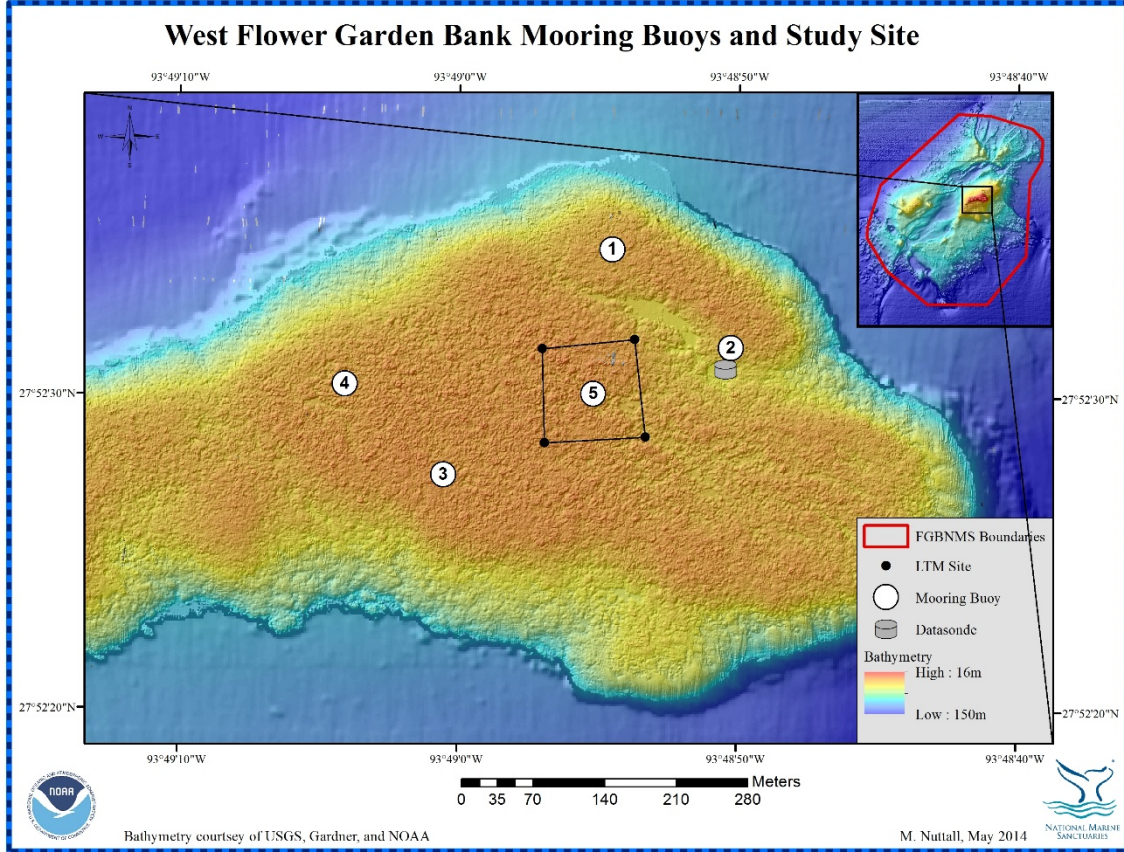 West Flower Garden Bank Mooring Buoys and Study Site
93°49'10"W 93°49'0"W 93°48'50"W 93°48'40"W
N
W E
S
1
2
4
5
3
27°52'30"N 27°52'30"N
FGBNMS Boundaries
LTM Site
Mooring Buoy
Datasonde
Bathymetry
High : 16m
Low : 150m
27°52'20"N 27°52'20"N
93°49'10"W 93°49'0"W 93°48'50"W 93°48'40"W
Meters
0 35 70 140 210 280
NOAA
NATIONAL MARINE
SANCTUARIES
Bathymetry courtsey of USGS, Gardner, and NOAA
M. Nuttall, May 2014